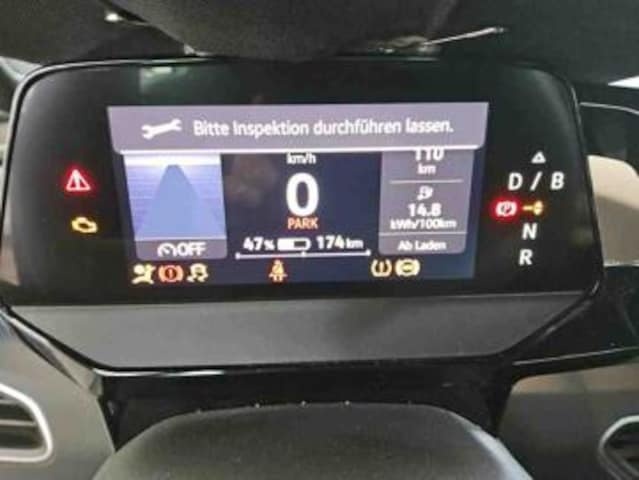 Bitte Inspektion durchführen lassen.
km/h
0
PARK
OFF
47% 174 km
110
km
14.8
kWh/100km
Ab Laden
D / B
P
N
R